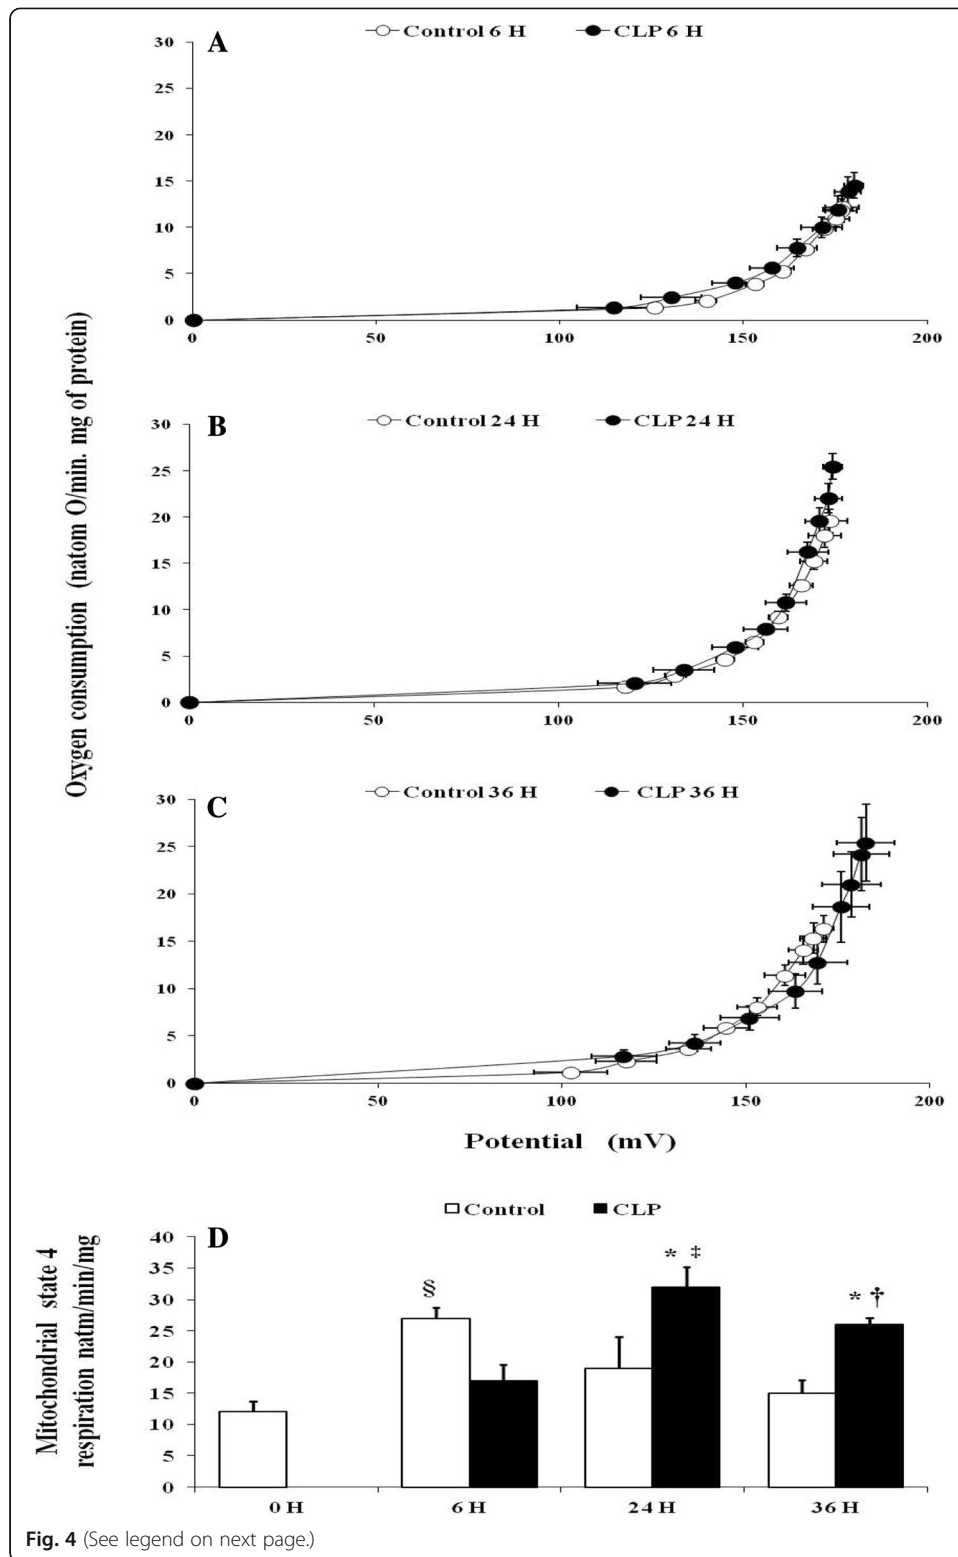 A
Control 6 H CLP 6 H
30
25
20
15
10
5
0
0 50 100 150 200
B
Control 24 H CLP 24 H
30
25
20
15
10
5
0
0 50 100 150 200
C
Control 36 H CLP 36 H
30
25
20
15
10
5
0
0 50 100 150 200
Oxygen consumption (natom O/min. mg of protein)
Potential (mV)
Control CLP
D
40
35
30
25
20
15
10
5
0
§
* ‡
* †
0 H 6 H 24 H 36 H
Mitochondrial state 4
respiration natm/min/mg
Fig. 4 (See legend on next page.)